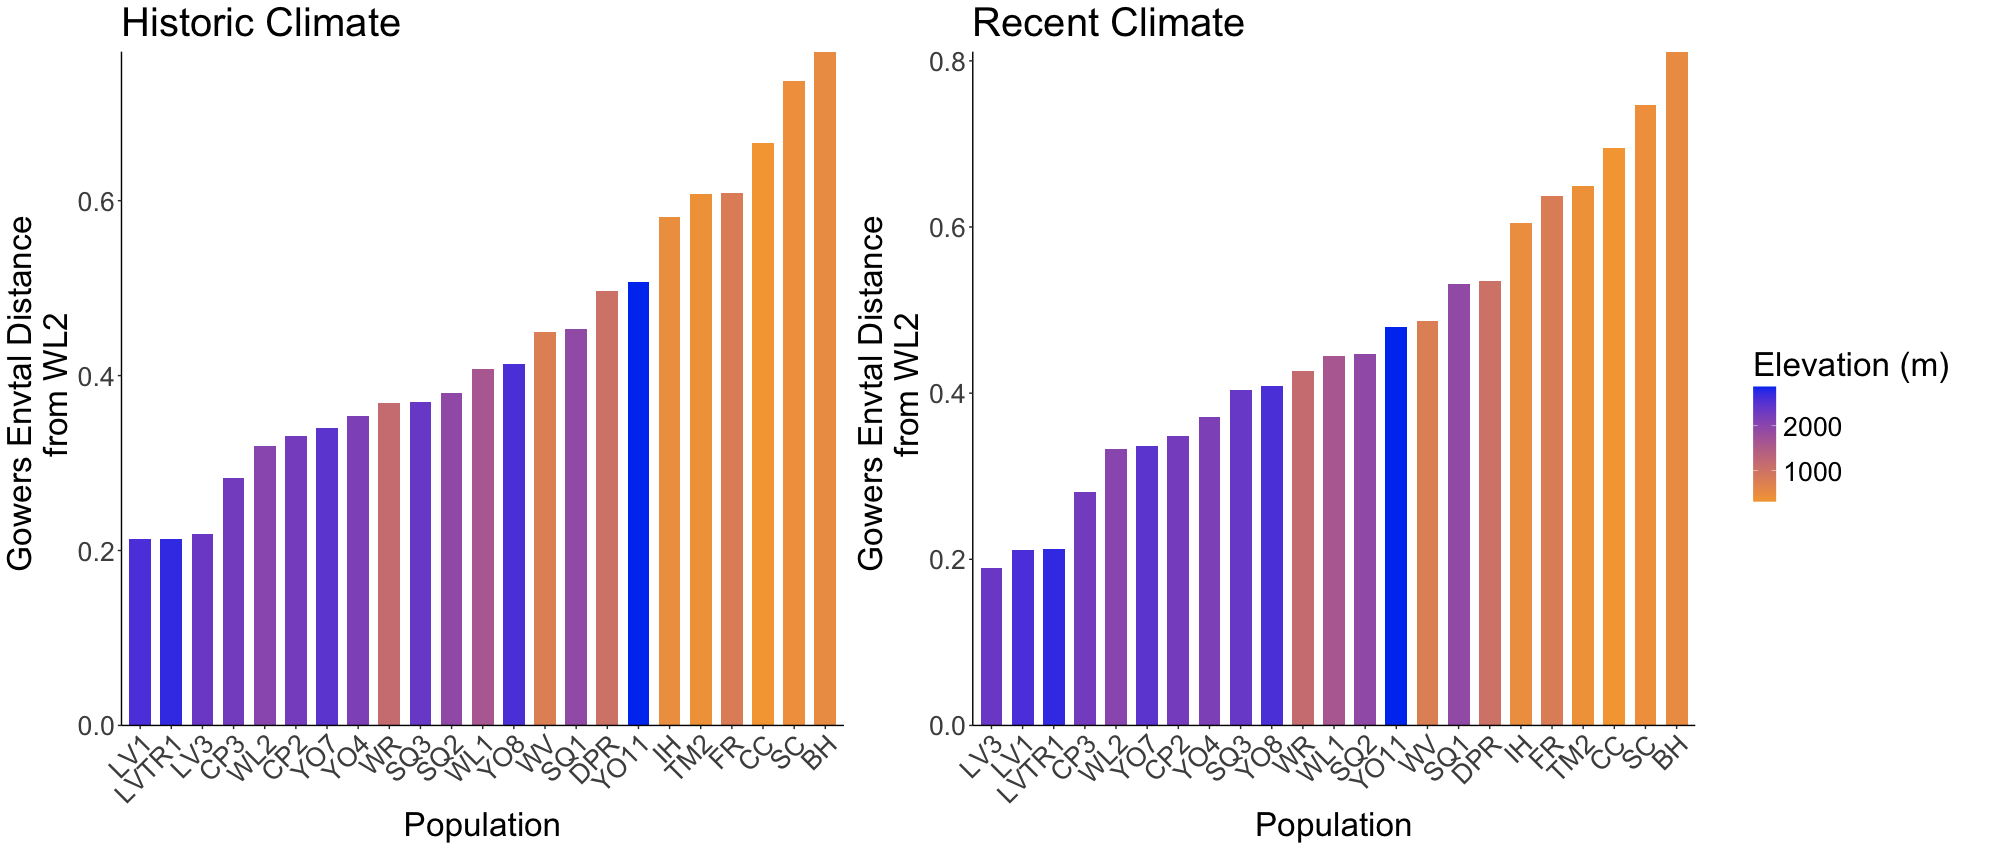 Historic Climate
Gowers Envtal Distance
from WL2
0.6
0.4
0.2
0.0
LV1
LVTR1
LV3
CP3
WL2
CP2
YO7
YO4
WR
SQ3
SQ2
WL1
YO8
WV
SQ1
DPR
YO11
IH
TM2
FR
CC
SC
BH
Population
Recent Climate
Gowers Envtal Distance
from WL2
0.8
0.6
0.4
0.2
0.0
LV3
LV1
LVTR1
CP3
WL2
YO7
CP2
YO4
SQ3
YO8
WR
WL1
SQ2
YO11
WV
SQ1
DPR
IH
FR
TM2
CC
SC
BH
Population
Elevation (m)
2000
1000